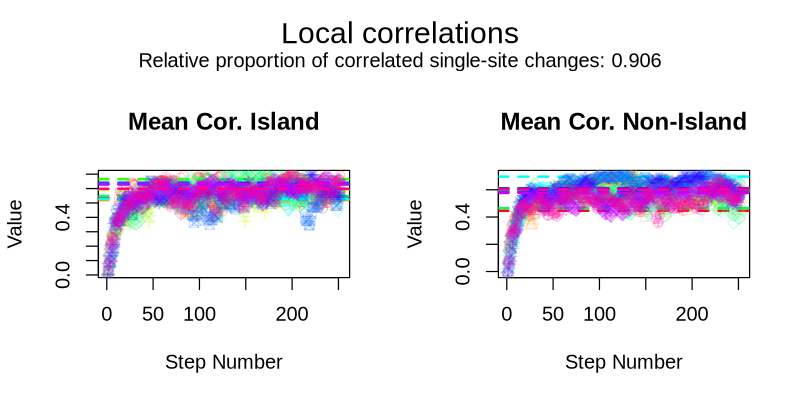 Local correlations
Relative proportion of correlated single-site changes: 0.906
Mean Cor. Island
Mean Cor. Non-Island
Value
0.4
0.0
0 50 100 200
Step Number
Value
0.4
0.0
0 50 100 200
Step Number